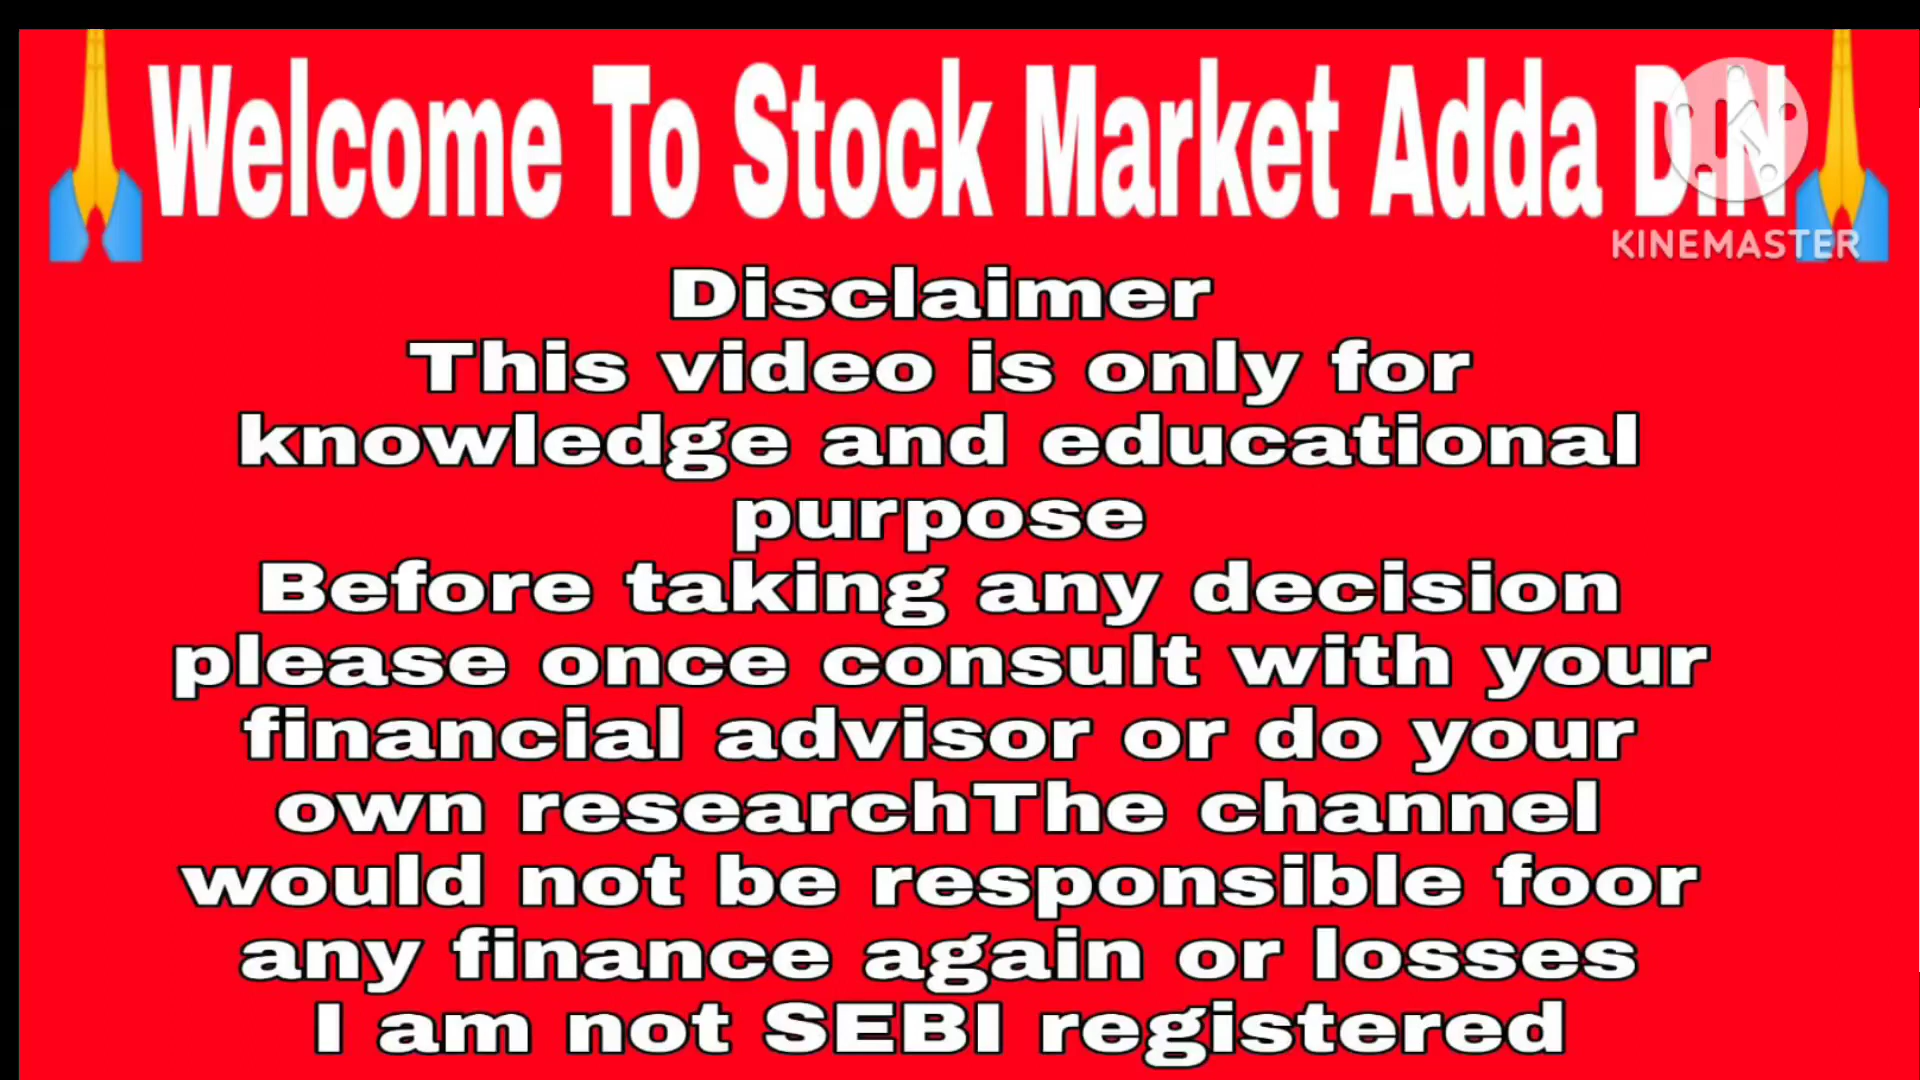 Welcome To Stock Market Adda DiN
KINEMASTER
Disclaimer
This video is only for
knowledge and educational
purpose
Before taking any decision
please once consult with your
financial advisor or do your
own researchThe channel
would not be responsible foor
any finance again or losses
I am not SEBI registered